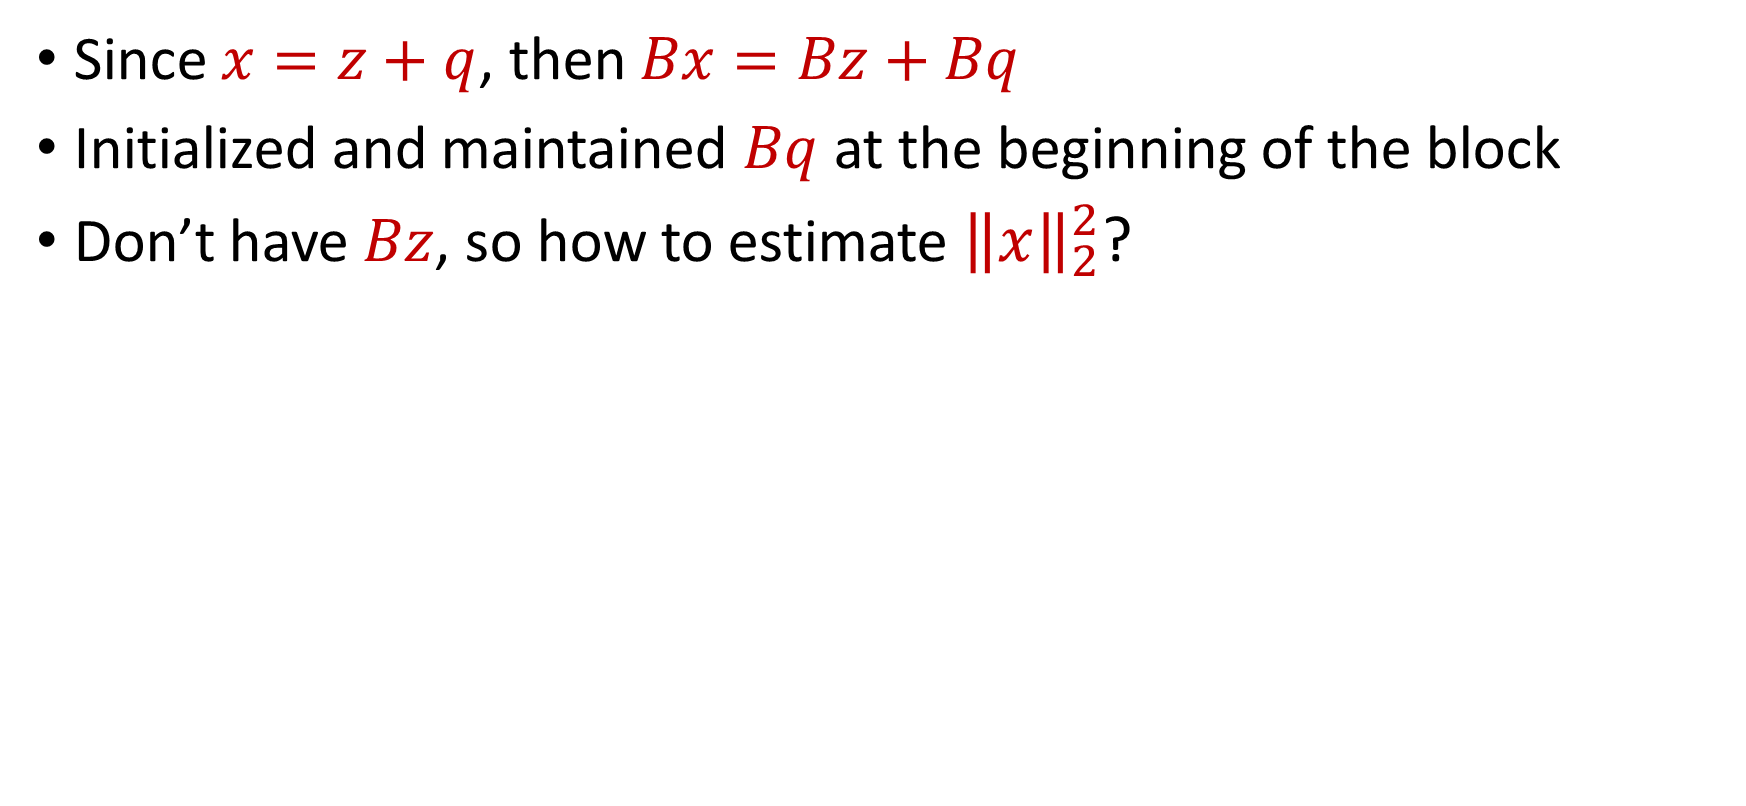 • Since 𝑥 = 𝑧 + 𝑞, then 𝐵𝑥 = 𝐵𝑧 + 𝐵𝑞
• Initialized and maintained 𝐵𝑞 at the beginning of the block
• Don’t have 𝐵𝑧, so how to estimate ‖𝑥‖₂²?